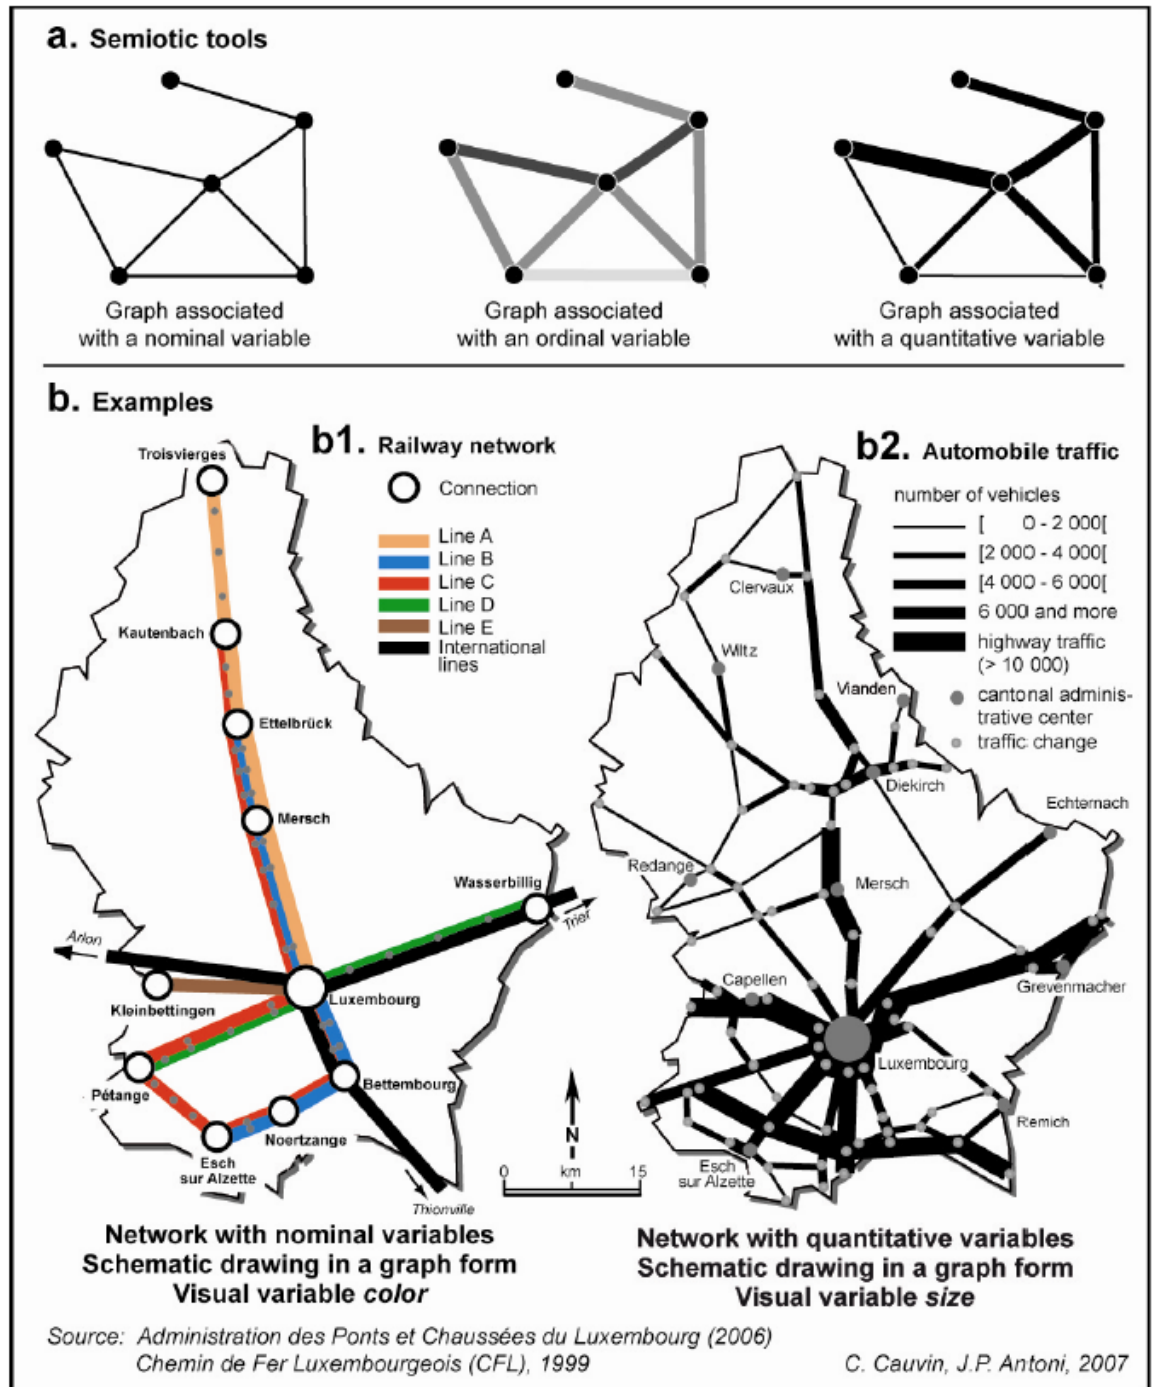 a. Semiotic tools
Graph associated
with a nominal variable
Graph associated
with an ordinal variable
Graph associated
with a quantitative variable
b. Examples
b1. Railway network
Connection
Line A
Line B
Line C
Line D
Line E
International
lines
Troisvierges
Kautenbach
Ettelbrück
Mersch
Wasserbillig
Trier
Arlon
Kleinbettingen
Luxembourg
Pétange
Bettembourg
Noertzange
Esch
sur Alzette
Thionville
N
0 km 15
b2. Automobile traffic
number of vehicles
[ 0 - 2 000[
[2 000 - 4 000[
[4 000 - 6 000[
6 000 and more
highway traffic
(> 10 000)
cantonal adminis-
trative center
traffic change
Clervaux
Wiltz
Vianden
Diekirch
Echternach
Redange
Mersch
Capellen
Grevenmacher
Luxembourg
Remich
Esch
sur Alzette
Network with nominal variables
Schematic drawing in a graph form
Visual variable color
Network with quantitative variables
Schematic drawing in a graph form
Visual variable size
Source: Administration des Ponts et Chaussées du Luxembourg (2006)
Chemin de Fer Luxembourgeois (CFL), 1999
C. Cauvin, J.P. Antoni, 2007